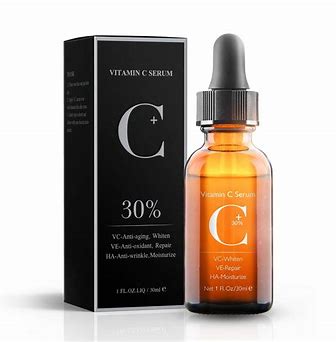 VITAMIN C SERUM
C+
30%
VC-Anti-aging, Whiten
VE-Anti-oxidant, Repair
HA-Anti-wrinkle,Moisturize
1 FL.OZ.LIQ / 30ml ℮
Vitamin C Serum
C+
30%
VC-Whiten
VE-Repair
HA-Moisturize
Net 1 fl. Oz/30ml ℮